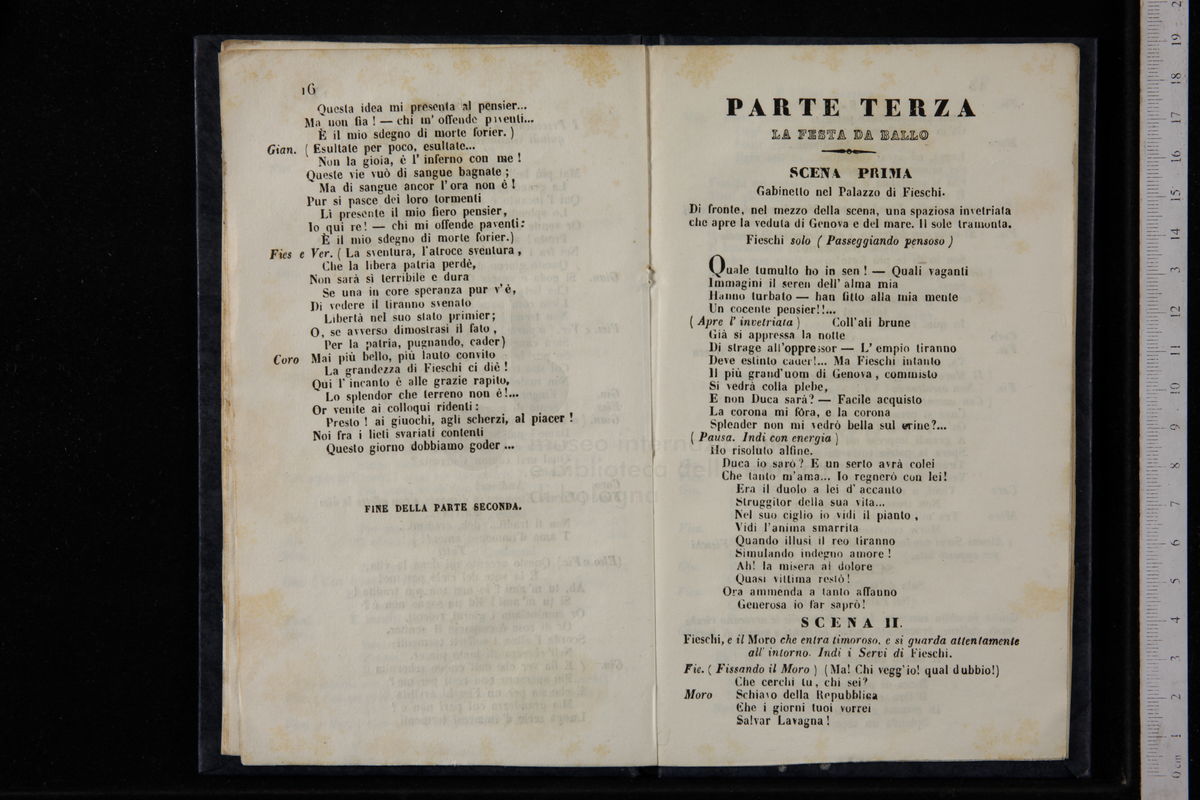 16
Questa idea mi presenta al pensier...
Ma non fia ! — chi m' offende paventi...
È il mio sdegno di morte forier. )
Gian. ( Esultate per poco, esultate...
Non la gioia, è l' inferno con me !
Queste vie vuò di sangue bagnate ;
Ma di sangue ancor l' ora non è !
Pur si pasce dei loro tormenti
Lì presente il mio fiero pensier,
Io qui re! — chi mi offende paventi:
È il mio sdegno di morte forier.)
Fies e Ver. ( La sventura, l'atroce sventura ,
Che la libera patria perdè,
Non sarà sì terribile e dura
Se una in core speranza pur v' è,
Di vedere il tiranno svenato
Libertà nel suo stato primier;
O, se avverso dimostrasi il fato ,
Per la patria, pugnando, cader)
Coro Mai più bello, più lauto convito
La grandezza di Fieschi ci diè !
Qui l' incanto è alle grazie rapito,
Lo splendor che terreno non è!...
Or venite ai colloqui ridenti :
Presto ! ai giuochi, agli scherzi, al piacer !
Noi fra i lieti svariati contenti
Questo giorno dobbiamo goder ...
FINE DELLA PARTE SECONDA.
PARTE TERZA
LA FESTA DA BALLO
SCENA PRIMA
Gabinetto nel Palazzo di Fieschi.
Di fronte, nel mezzo della scena, una spaziosa invetriata
che apre la veduta di Genova e del mare. Il sole tramonta.
Fieschi solo ( Passeggiando pensoso )
Quale tumulto ho in sen ! — Quali vaganti
Immagini il seren dell' alma mia
Hanno turbato — han fitto alla mia mente
Un cocente pensier!!...
( Apre l' invetriata ) Coll'ali brune
Già si appressa la notte
Di strage all'oppressor — L' empio tiranno
Deve estinto cader!... Ma Fieschi intanto
Il più grand'uom di Genova , commisto
Si vedrà colla plebe,
E non Duca sarà? — Facile acquisto
La corona mi fôra, e la corona
Splender non mi vedrò bella sul crine?...
( Pausa. Indi con energia )
Ho risoluto alfine.
Duca io sarò ? E un serto avrà colei
Che tanto m'ama... Io regnerò con lei!
Era il duolo a lei d' accanto
Struggitor della sua vita...
Nel suo ciglio io vidi il pianto ,
Vidi l'anima smarrita
Quando illusi il reo tiranno
Simulando indegno amore !
Ah! la misera al dolore
Quasi vittima restò!
Ora ammenda a tanto affanno
Generosa io far saprò!
SCENA II.
Fieschi, e il Moro che entra timoroso, e si guarda attentamente
all' intorno. Indi i Servi di Fieschi.
Fie. ( Fissando il Moro ) (Ma! Chi vegg'io! qual dubbio!)
Che cerchi tu, chi sei?
Moro Schiavo della Repubblica
Che i giorni tuoi vorrei
Salvar Lavagna !